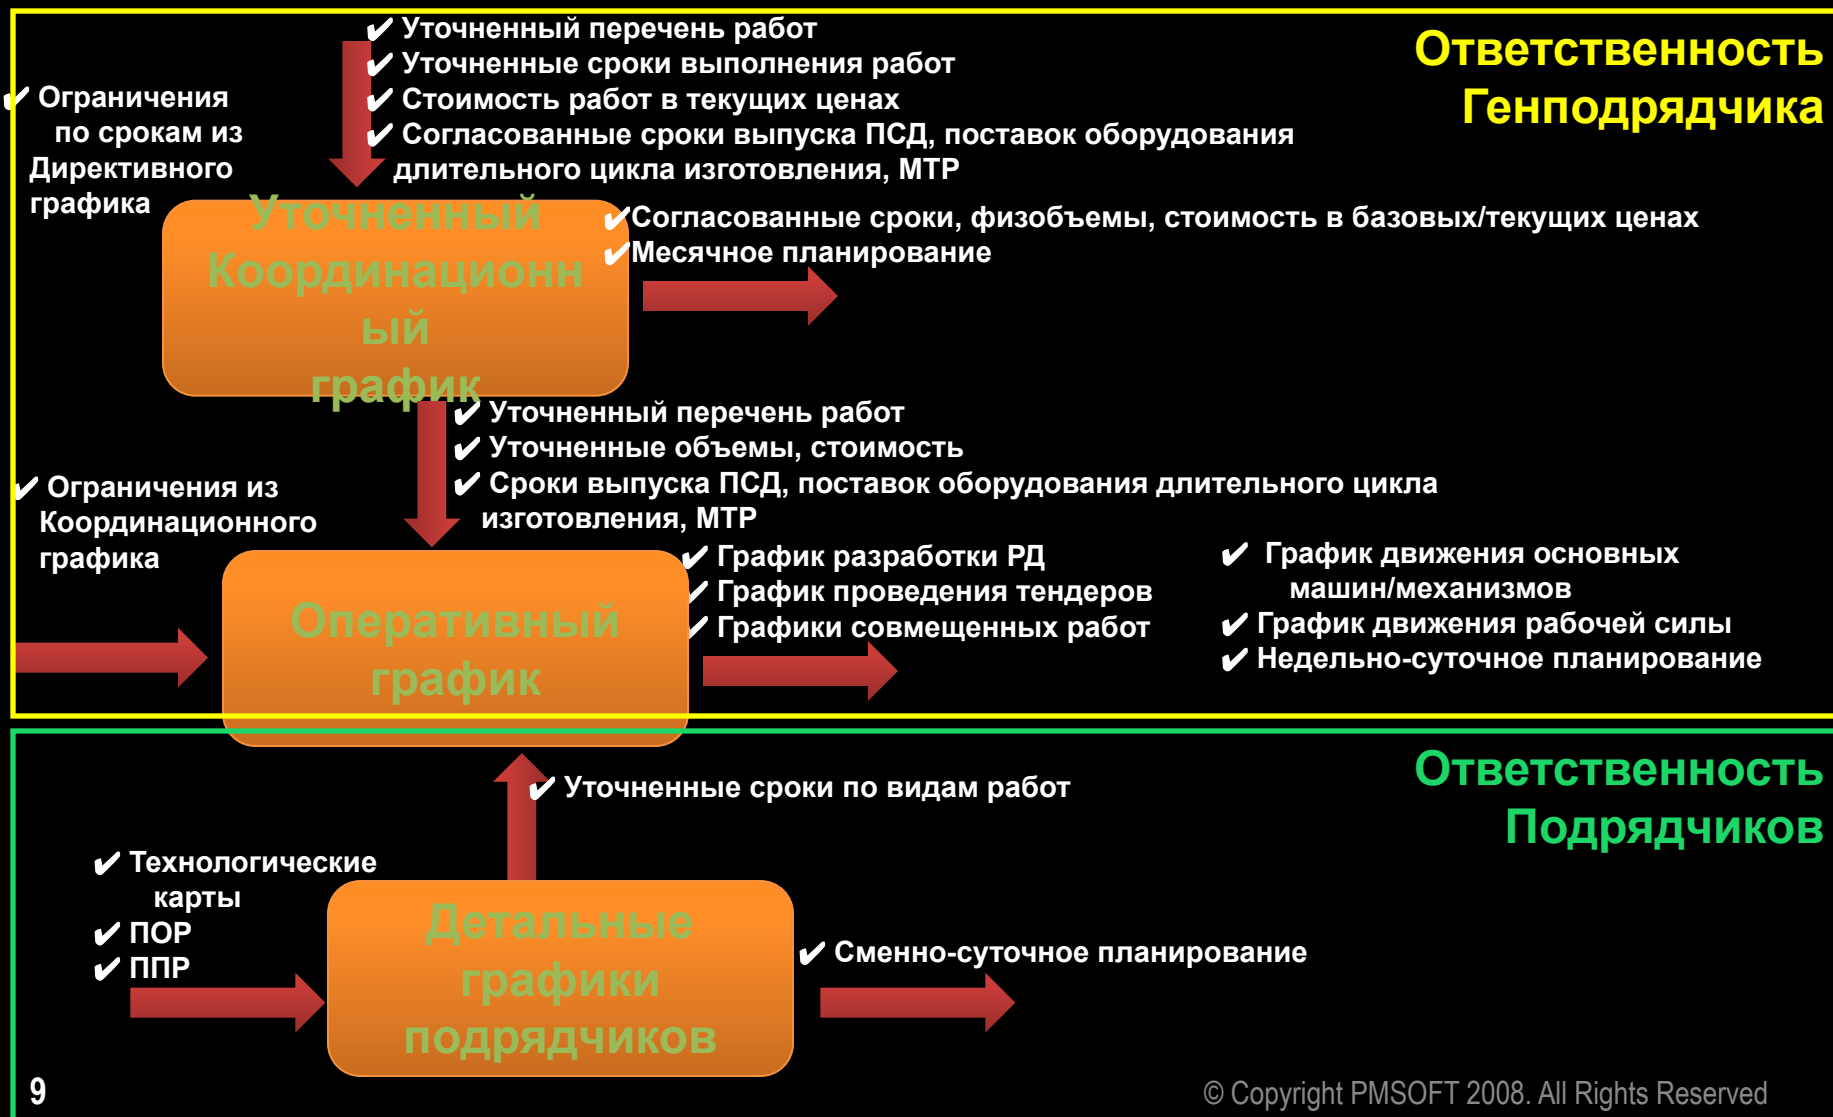 ✔ Уточненный перечень работ
✔ Уточненные сроки выполнения работ
✔ Стоимость работ в текущих ценах
✔ Согласованные сроки выпуска ПСД, поставок оборудования
длительного цикла изготовления, МТР
Ответственность
Генподрядчика
✔ Ограничения
по срокам из
Директивного
графика
Уточненный
Координационн
ый
график
✔Согласованные сроки, физобъемы, стоимость в базовых/текущих ценах
✔Месячное планирование
✔ Уточненный перечень работ
✔ Уточненные объемы, стоимость
✔ Сроки выпуска ПСД, поставок оборудования длительного цикла
изготовления, МТР
✔ Ограничения из
Координационного
графика
Оперативный
график
✔ График разработки РД
✔ График проведения тендеров
✔ Графики совмещенных работ
✔ График движения основных
машин/механизмов
✔ График движения рабочей силы
✔ Недельно-суточное планирование
Ответственность
Подрядчиков
✔ Уточненные сроки по видам работ
✔ Технологические
карты
✔ ПОР
✔ ППР
Детальные
графики
подрядчиков
✔ Сменно-суточное планирование
9
© Copyright PMSOFT 2008. All Rights Reserved